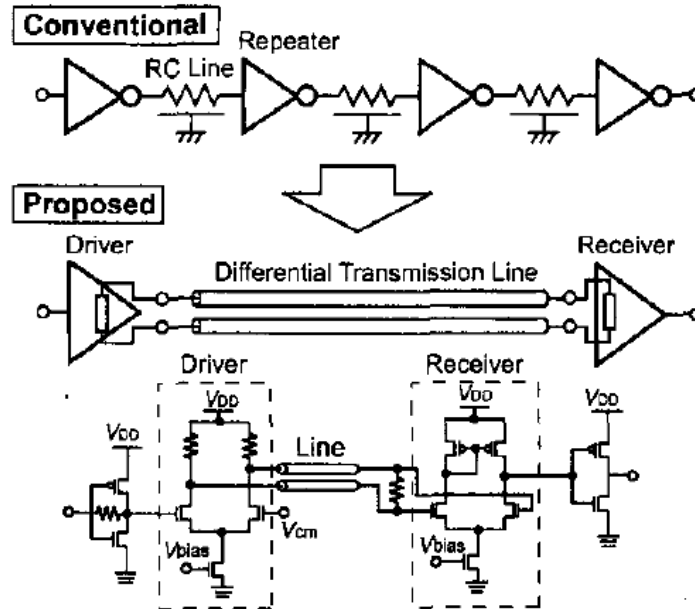 Conventional
Repeater
RC Line
Proposed
Driver
Receiver
Differential Transmission Line
Driver
Receiver
VDD
VDD
VDD
VDD
Line
Vcm
Vbias
Vbias